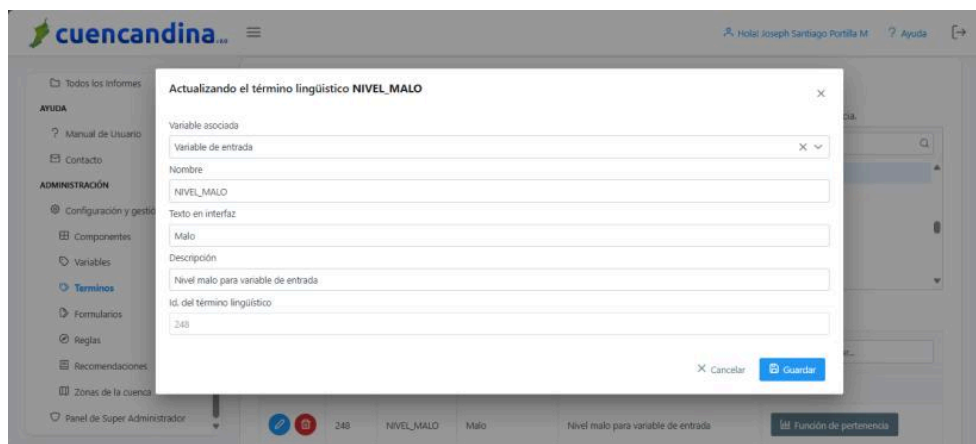 cuencandina
Hola! Joseph Santiago Portilla M
? Ayuda
Todos los Informes
AYUDA
? Manual de Usuario
Contacto
ADMINISTRACIÓN
Configuración y gestió
Componentes
Variables
Terminos
Formularios
Reglas
Recomendaciones
Zonas de la cuenca
Panel de Super Administrador
Actualizando el término lingüistico NIVEL_MALO
Variable asociada
Variable de entrada
Nombre
NIVEL_MALO
Texto en interfaz
Malo
Descripción
Nivel malo para variable de entrada
Id. del término lingüistico
248
Cancelar
Guardar
248 NIVEL_MALO Malo Nivel malo para variable de entrada Función de pertenencia